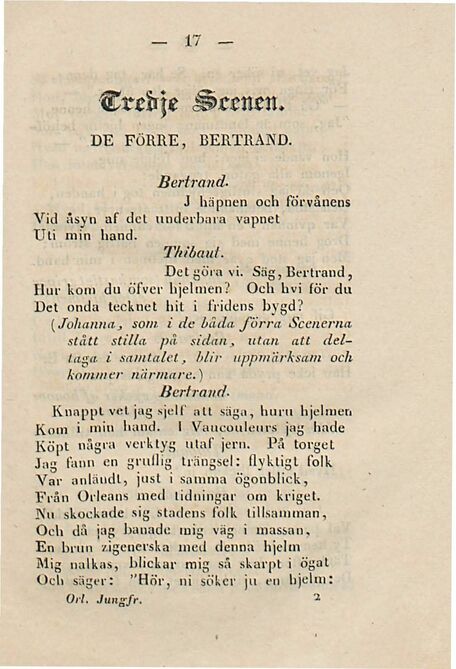 — 17 —
Tredje Scenen.
DE FÖRRE, BERTRAND.
Bertrand.
J häpnen och förvånens
Vid åsyn af det underbara vapnet
Uti min hand.
Thibaut.
Det göra vi. Säg, Bertrand,
Hur kom du öfver hjelmen? Och hvi för du
Det onda tecknet hit i fridens bygd?
(Johanna, som i de båda förra Scenerna
stått stilla på sidan, utan att del-
taga i samtalet, blir uppmärksam och
kommer närmare.)
Bertrand.
Knappt vet jag sjelf att säga, huru hjelmen
Kom i min hand. I Vaucouleurs jag hade
Köpt några verktyg utaf jern. På torget
Jag fann en gruflig trängsel: flyktigt folk
Var anländt, just i samma ögonblick,
Från Orleans med tidningar om kriget.
Nu skockade sig stadens folk tillsamman,
Och då jag banade mig väg i massan,
En brun zigenerska med denna hjelm
Mig nalkas, blickar mig så skarpt i ögat
Och säger: "Hör, ni söker ju en hjelm:
Orl. Jungfr. 2